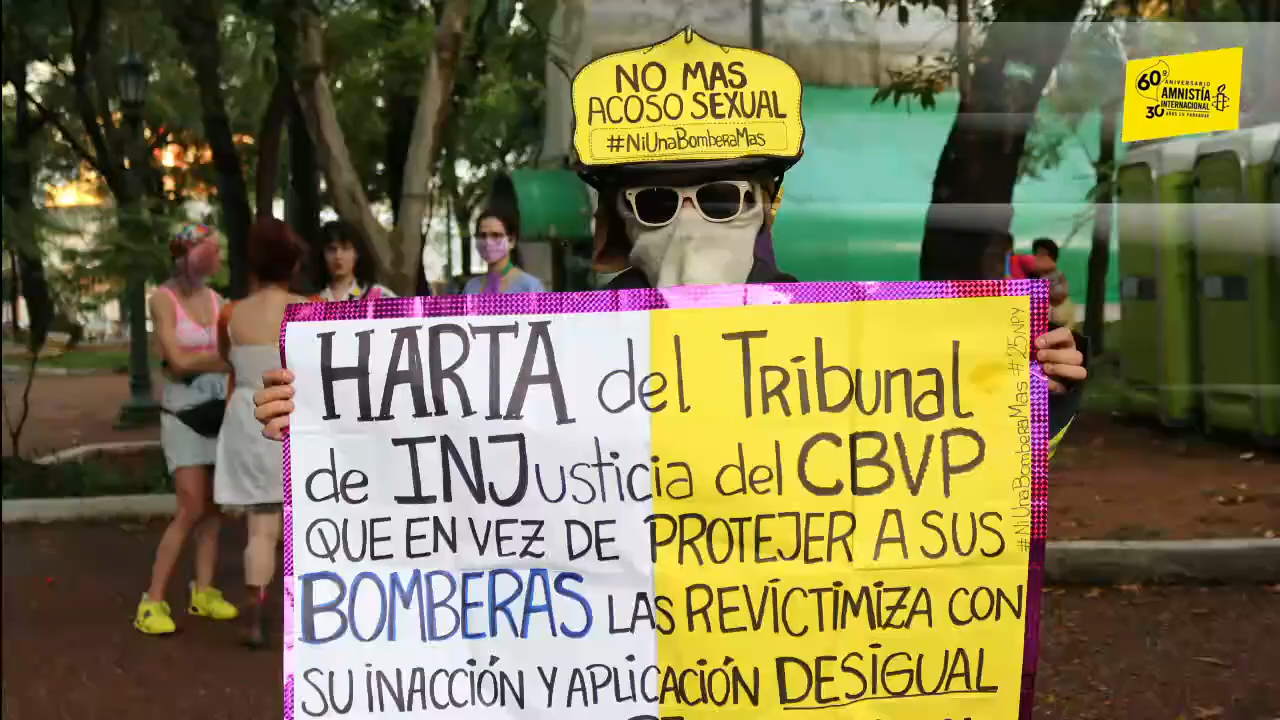 NO MAS
ACOSO SEXUAL
#NiUnaBomberaMas
60º
ANIVERSARIO
AMNISTÍA
INTERNACIONAL
30
AÑOS EN PARAGUAY
HARTA del Tribunal
de INJusticia del CBVP
QUE EN VEZ DE PROTEJER A SUS
BOMBERAS LAS REVICTIMIZA CON
SU INACCIÓN Y APLICACIÓN DESIGUAL
#NiUnaBomberaMas #25NPY